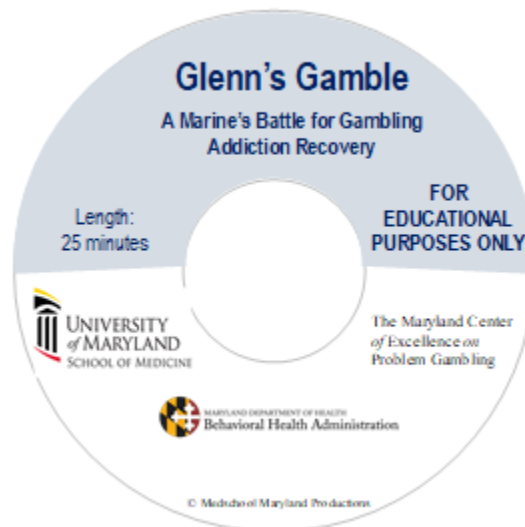 Glenn's Gamble
A Marine's Battle for Gambling
Addiction Recovery
Length:
25 minutes
FOR
EDUCATIONAL
PURPOSES ONLY
UNIVERSITY
of MARYLAND
SCHOOL OF MEDICINE
The Maryland Center
of Excellence on
Problem Gambling
MARYLAND DEPARTMENT OF HEALTH
Behavioral Health Administration
© Medschool Maryland Productions